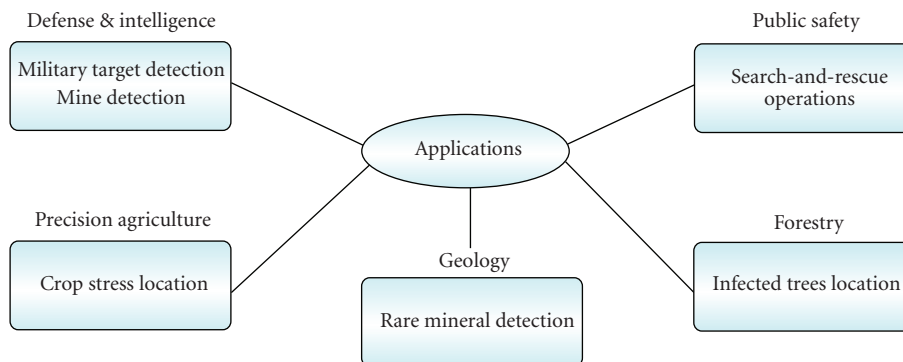 Defense & intelligence
Military target detection
Mine detection
Public safety
Search-and-rescue
operations
Applications
Precision agriculture
Crop stress location
Geology
Rare mineral detection
Forestry
Infected trees location